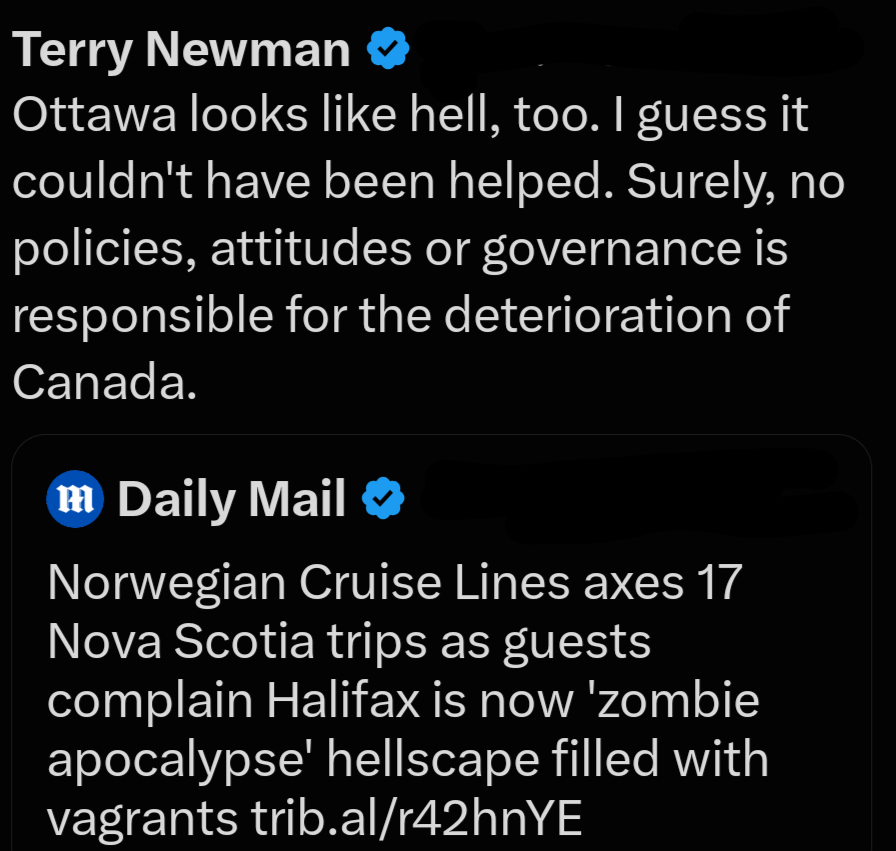 Terry Newman
Ottawa looks like hell, too. I guess it
couldn't have been helped. Surely, no
policies, attitudes or governance is
responsible for the deterioration of
Canada.
m Daily Mail
Norwegian Cruise Lines axes 17
Nova Scotia trips as guests
complain Halifax is now 'zombie
apocalypse' hellscape filled with
vagrants trib.al/r42hnYE